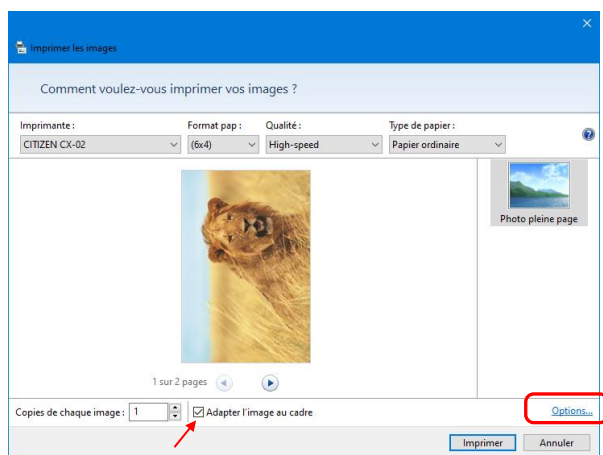 Imprimer les images
Comment voulez-vous imprimer vos images ?
Imprimante : Format pap : Qualité : Type de papier :
CITIZEN CX-02 (6x4) High-speed Papier ordinaire
Photo pleine page
1 sur 2 pages
Copies de chaque image : 1 Adapter l'image au cadre Options...
Imprimer Annuler